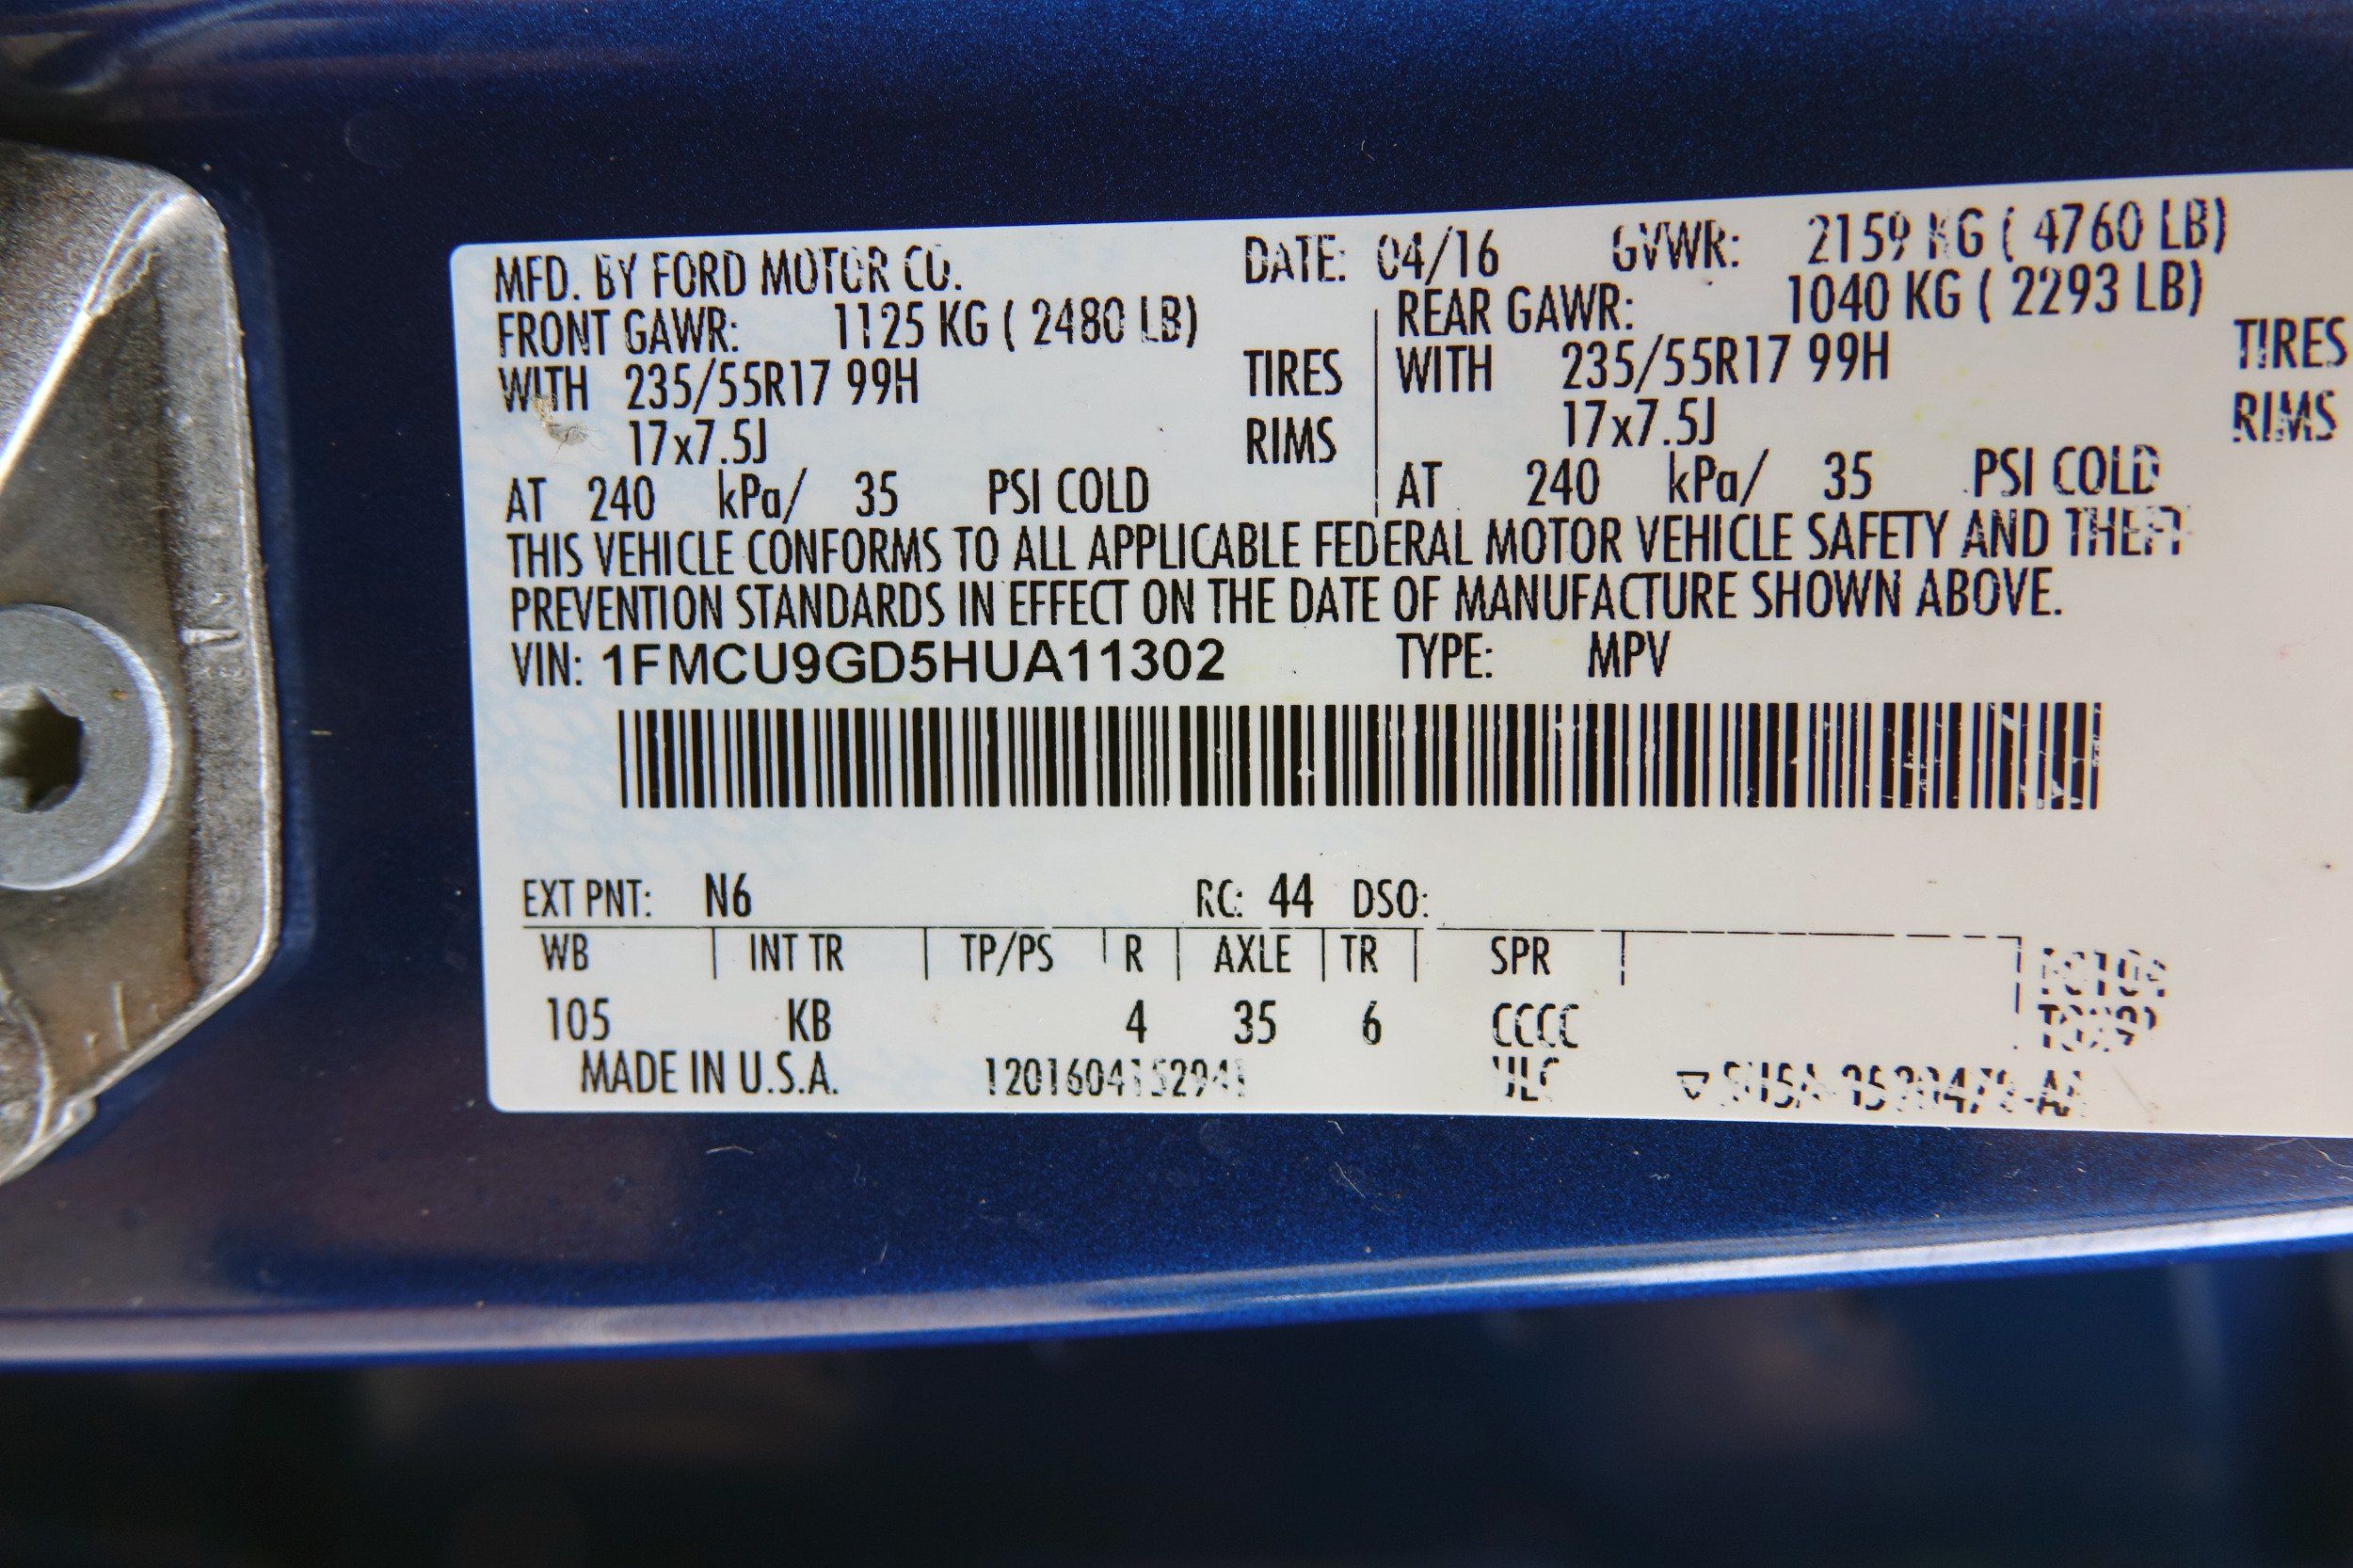 MFD. BY FORD MOTOR CO. DATE: 04/16 GVWR: 2159 KG ( 4760 LB)
FRONT GAWR: 1125 KG ( 2480 LB) REAR GAWR: 1040 KG ( 2293 LB)
WITH 235/55R17 99H TIRES WITH 235/55R17 99H TIRES
17x7.5J RIMS 17x7.5J RIMS
AT 240 kPa/ 35 PSI COLD AT 240 kPa/ 35 PSI COLD
THIS VEHICLE CONFORMS TO ALL APPLICABLE FEDERAL MOTOR VEHICLE SAFETY AND THEFT
PREVENTION STANDARDS IN EFFECT ON THE DATE OF MANUFACTURE SHOWN ABOVE.
VIN: 1FMCU9GD5HUA11302 TYPE: MPV
EXT PNT: N6 RC: 44 DSO:
WB INT TR TP/PS R AXLE TR SPR
105 KB 4 35 6 CCCC
MADE IN U.S.A.